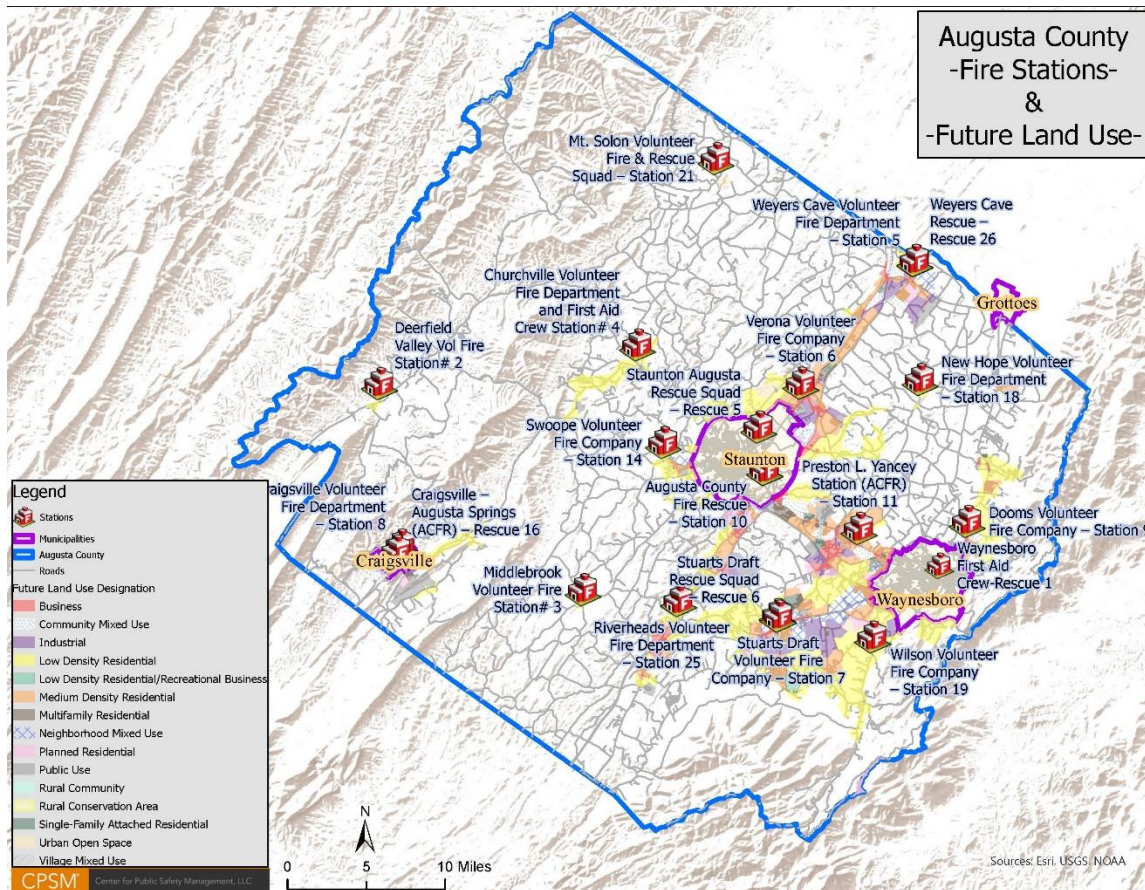 Augusta County
-Fire Stations-
&
-Future Land Use-
Mt. Solon Volunteer
Fire & Rescue
Squad – Station 21
Weyers Cave Volunteer
Fire Department
– Station 5
Weyers Cave
Rescue –
Rescue 26
Grottoes
Churchville Volunteer
Fire Department
and First Aid
Crew Station# 4
Deerfield
Valley Vol Fire
Station# 2
Verona Volunteer
Fire Company
– Station 6
New Hope Volunteer
Fire Department
– Station 18
Staunton Augusta
Rescue Squad
– Rescue 5
Swoope Volunteer
Fire Company
– Station 14
Staunton
Augusta County
Fire Rescue
– Station 10
Preston L. Yancey
Station (ACFR)
– Station 11
Dooms Volunteer
Fire Company – Station 9
Waynesboro
First Aid
Crew-Rescue 1
Waynesboro
raigsville Volunteer
Fire Department
– Station 8
Craigsville –
Augusta Springs
(ACFR) – Rescue 16
Craigsville
Middlebrook
Volunteer Fire
Station# 3
Stuarts Draft
Rescue Squad
– Rescue 6
Riverheads Volunteer
Fire Department
– Station 25
Stuarts Draft
Volunteer Fire
Company – Station 7
Wilson Volunteer
Fire Company
– Station 19
Legend
Stations
Municipalities
Augusta County
Roads
Future Land Use Designation
Business
Community Mixed Use
Industrial
Low Density Residential
Low Density Residential/Recreational Business
Medium Density Residential
Multifamily Residential
Neighborhood Mixed Use
Planned Residential
Public Use
Rural Community
Rural Conservation Area
Single-Family Attached Residential
Urban Open Space
Village Mixed Use
CPSM® Center for Public Safety Management, LLC
N
0 5 10 Miles
Sources: Esri, USGS, NOAA